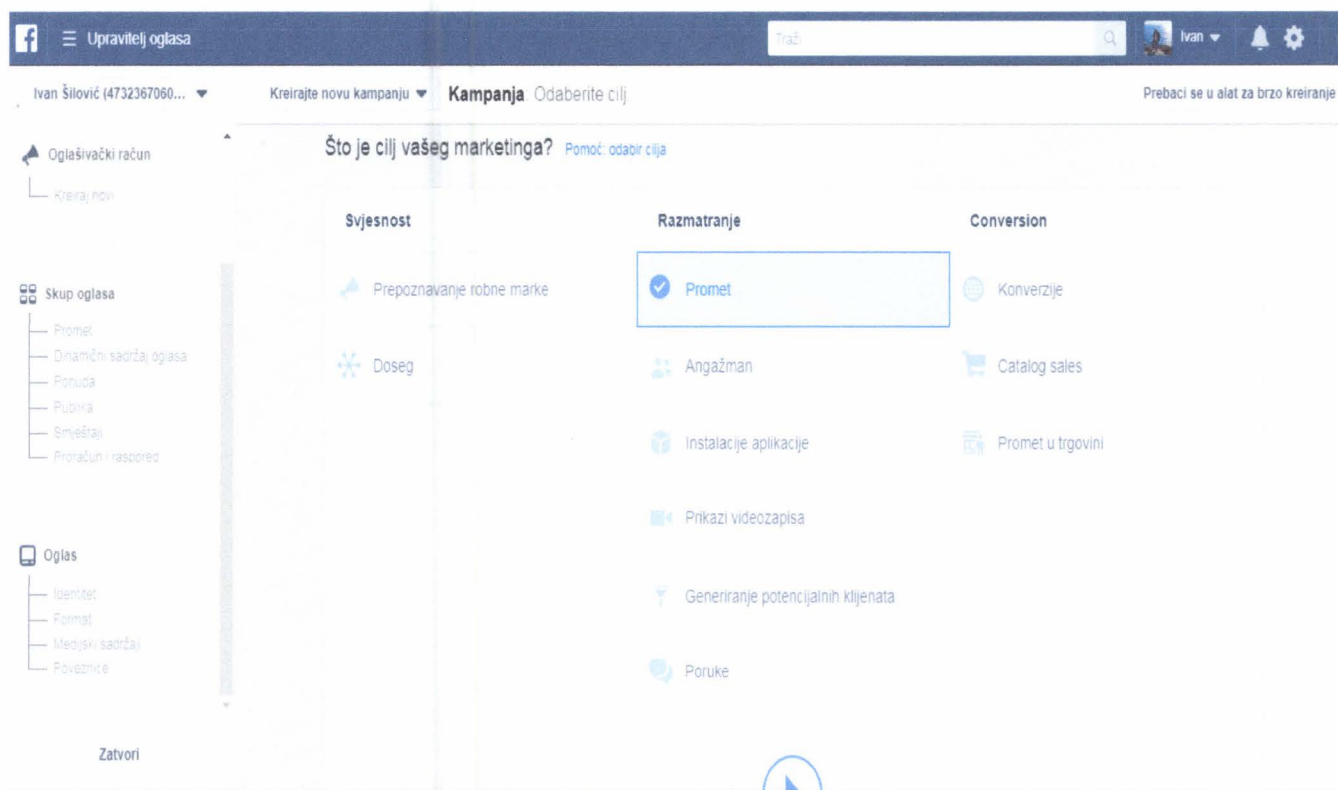 Upravitelj oglasa
Traži
Ivan
Ivan Šilović (4732367060...
Kreirajte novu kampanju
Kampanja: Odaberite cilj
Prebaci se u alat za brzo kreiranje
Oglašivački račun
Kreiraj novi
Skup oglasa
Promet
Dinamični sadržaj oglasa
Ponuda
Publika
Smještaji
Proračun i raspored
Oglas
Identitet
Format
Medijski sadržaj
Poveznice
Zatvori
Što je cilj vašeg marketinga? Pomoć: odabir cilja
Svjesnost
Prepoznavanje robne marke
Doseg
Razmatranje
Promet
Angažman
Instalacije aplikacije
Prikazi videozapisa
Generiranje potencijalnih klijenata
Poruke
Conversion
Konverzije
Catalog sales
Promet u trgovini